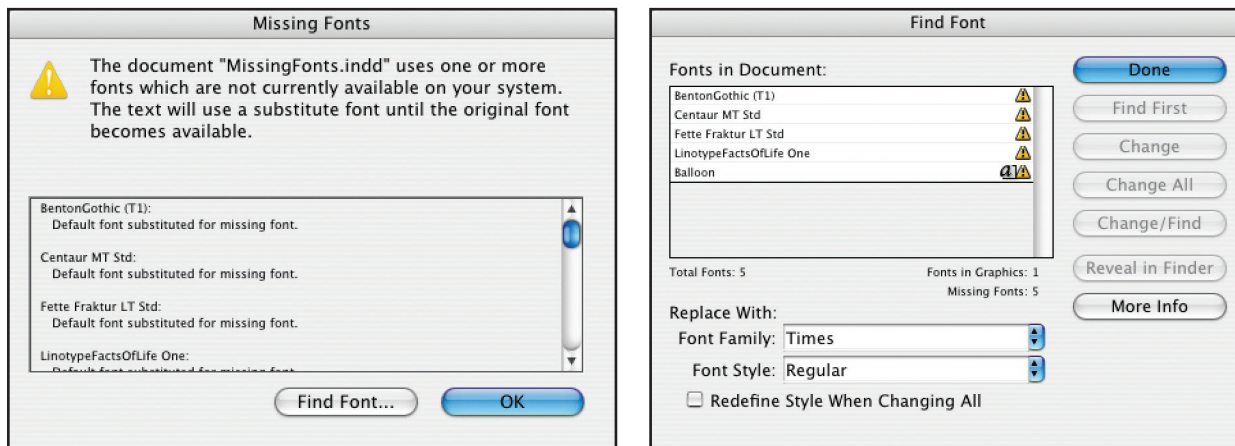 Missing Fonts
The document "MissingFonts.indd" uses one or more
fonts which are not currently available on your system.
The text will use a substitute font until the original font
becomes available.
BentonGothic (T1):
Default font substituted for missing font.
Centaur MT Std:
Default font substituted for missing font.
Fette Fraktur LT Std:
Default font substituted for missing font.
LinotypeFactsOfLife One:
Default font substituted for missing font.
Find Font...
OK
Find Font
Fonts in Document:
BentonGothic (T1)
Centaur MT Std
Fette Fraktur LT Std
LinotypeFactsOfLife One
Balloon
Total Fonts: 5
Fonts in Graphics: 1
Missing Fonts: 5
Replace With:
Font Family: Times
Font Style: Regular
Redefine Style When Changing All
Done
Find First
Change
Change All
Change/Find
Reveal in Finder
More Info